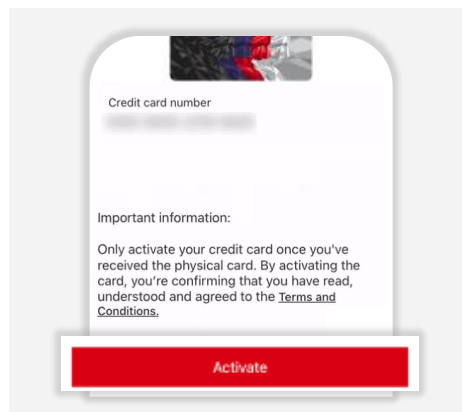 Credit card number
Important information:
Only activate your credit card once you've
received the physical card. By activating the
card, you're confirming that you have read,
understood and agreed to the Terms and
Conditions.
Activate